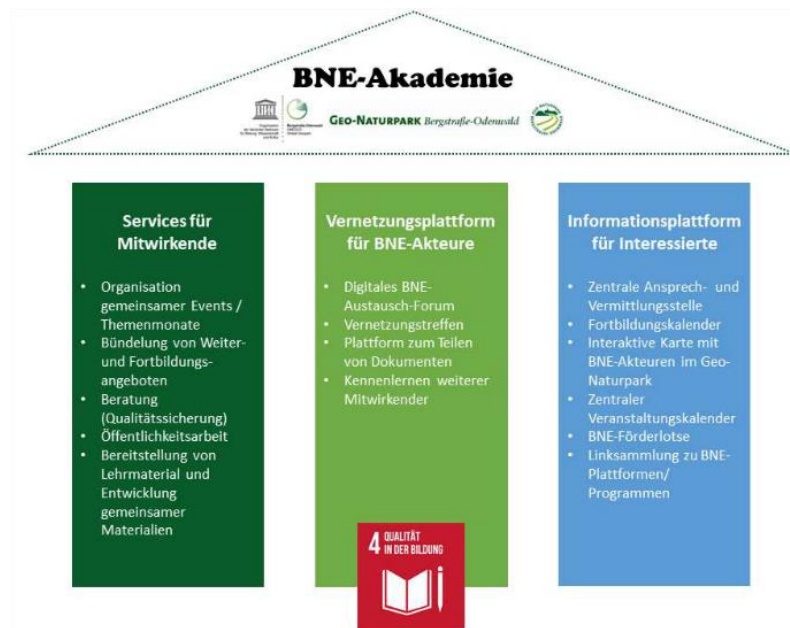 BNE-Akademie
GEO-NATURPARK Bergstraße-Odenwald
Services für
Mitwirkende
• Organisation
gemeinsamer Events /
Themenmonate
• Bündelung von Weiter-
und Fortbildungs-
angeboten
• Beratung
(Qualitätssicherung)
• Öffentlichkeitsarbeit
• Bereitstellung von
Lehrmaterial und
Entwicklung
gemeinsamer
Materialien
Vernetzungsplattform
für BNE-Akteure
• Digitales BNE-
Austausch-Forum
• Vernetzungstreffen
• Plattform zum Teilen
von Dokumenten
• Kennenlernen weiterer
Mitwirkender
4 QUALITÄT
IN DER BILDUNG
Informationsplattform
für Interessierte
• Zentrale Ansprech- und
Vermittlungsstelle
• Fortbildungskalender
• Interaktive Karte mit
BNE-Akteuren im Geo-
Naturpark
• Zentraler
Veranstaltungskalender
• BNE-Förderlotse
• Linksammlung zu BNE-
Plattformen/
Programmen